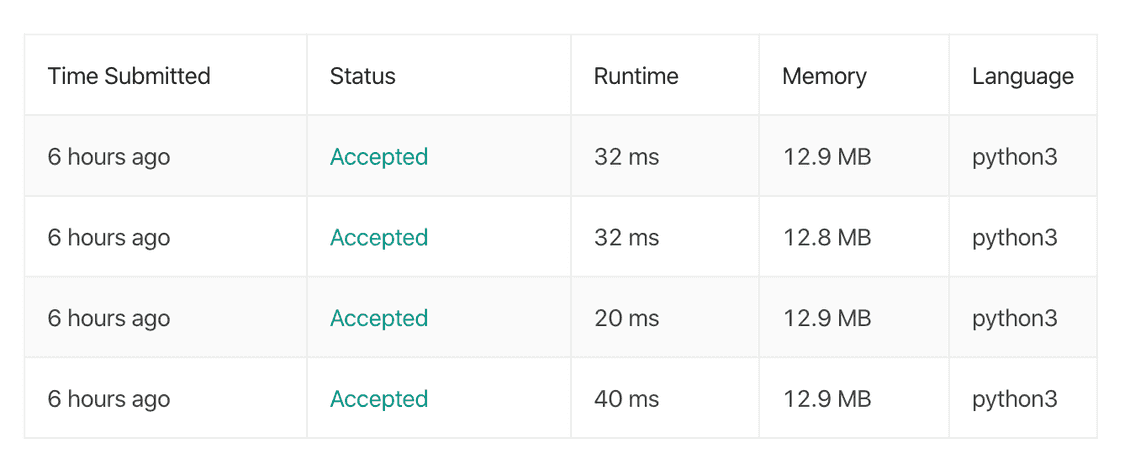 Time Submitted Status Runtime Memory Language
6 hours ago Accepted 32 ms 12.9 MB python3
6 hours ago Accepted 32 ms 12.8 MB python3
6 hours ago Accepted 20 ms 12.9 MB python3
6 hours ago Accepted 40 ms 12.9 MB python3